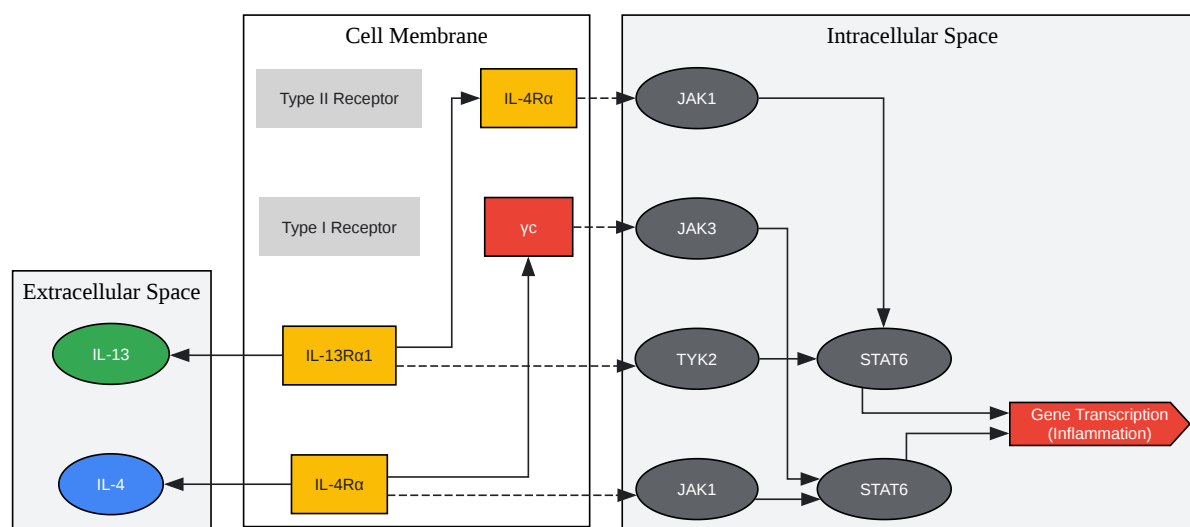 Cell Membrane
Intracellular Space
Type II Receptor
IL-4Rα
JAK1
Type I Receptor
γc
JAK3
Extracellular Space
IL-13
IL-13Rα1
TYK2
STAT6
Gene Transcription
(Inflammation)
IL-4
IL-4Rα
JAK1
STAT6